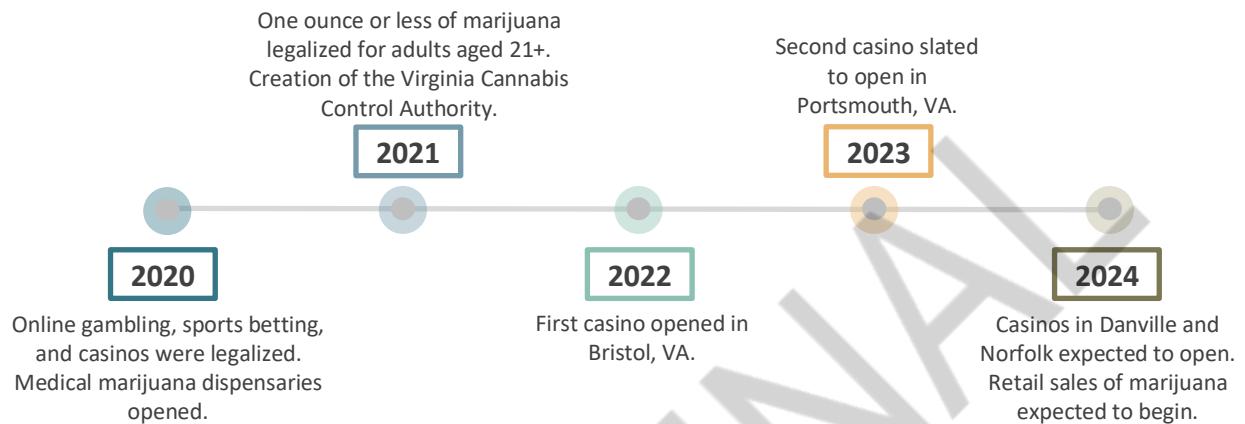 One ounce or less of marijuana
legalized for adults aged 21+.
Creation of the Virginia Cannabis
Control Authority.
2021
Second casino slated
to open in
Portsmouth, VA.
2023
2020
Online gambling, sports betting,
and casinos were legalized.
Medical marijuana dispensaries
opened.
2022
First casino opened in
Bristol, VA.
2024
Casinos in Danville and
Norfolk expected to open.
Retail sales of marijuana
expected to begin.